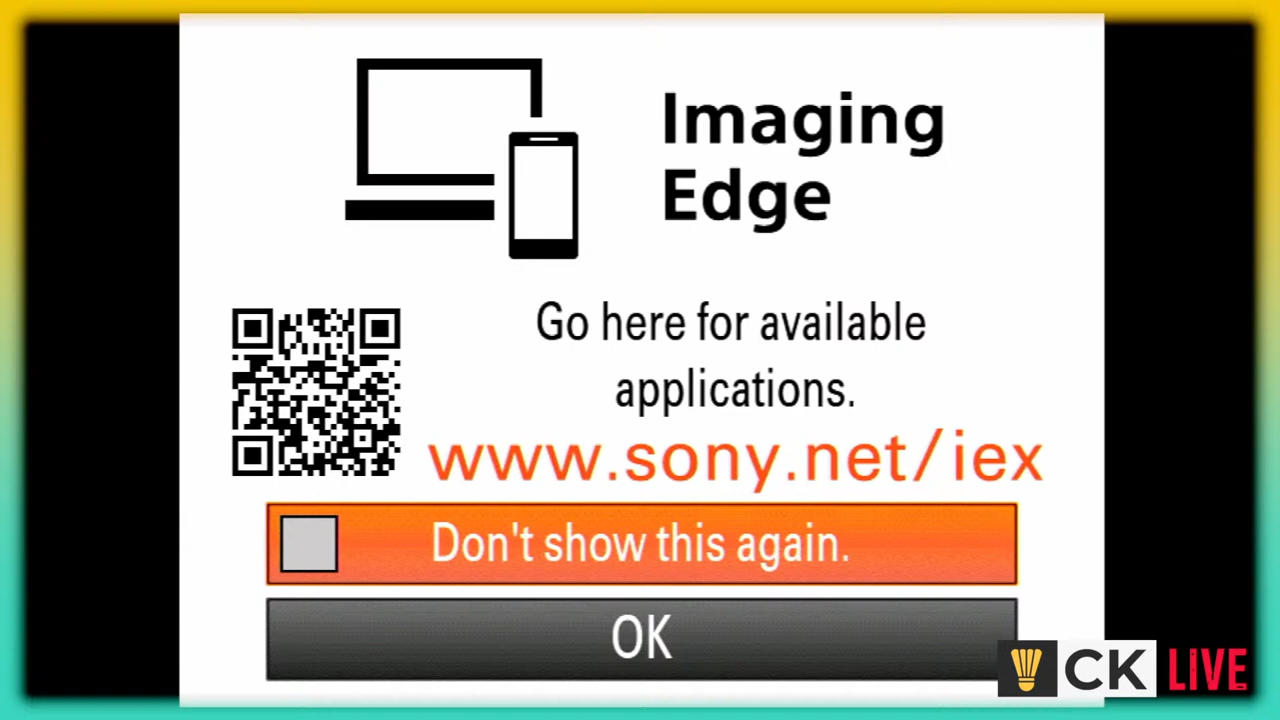 Imaging
Edge
Go here for available
applications.
www.sony.net/iex
Don't show this again.
OK
CK LIVE